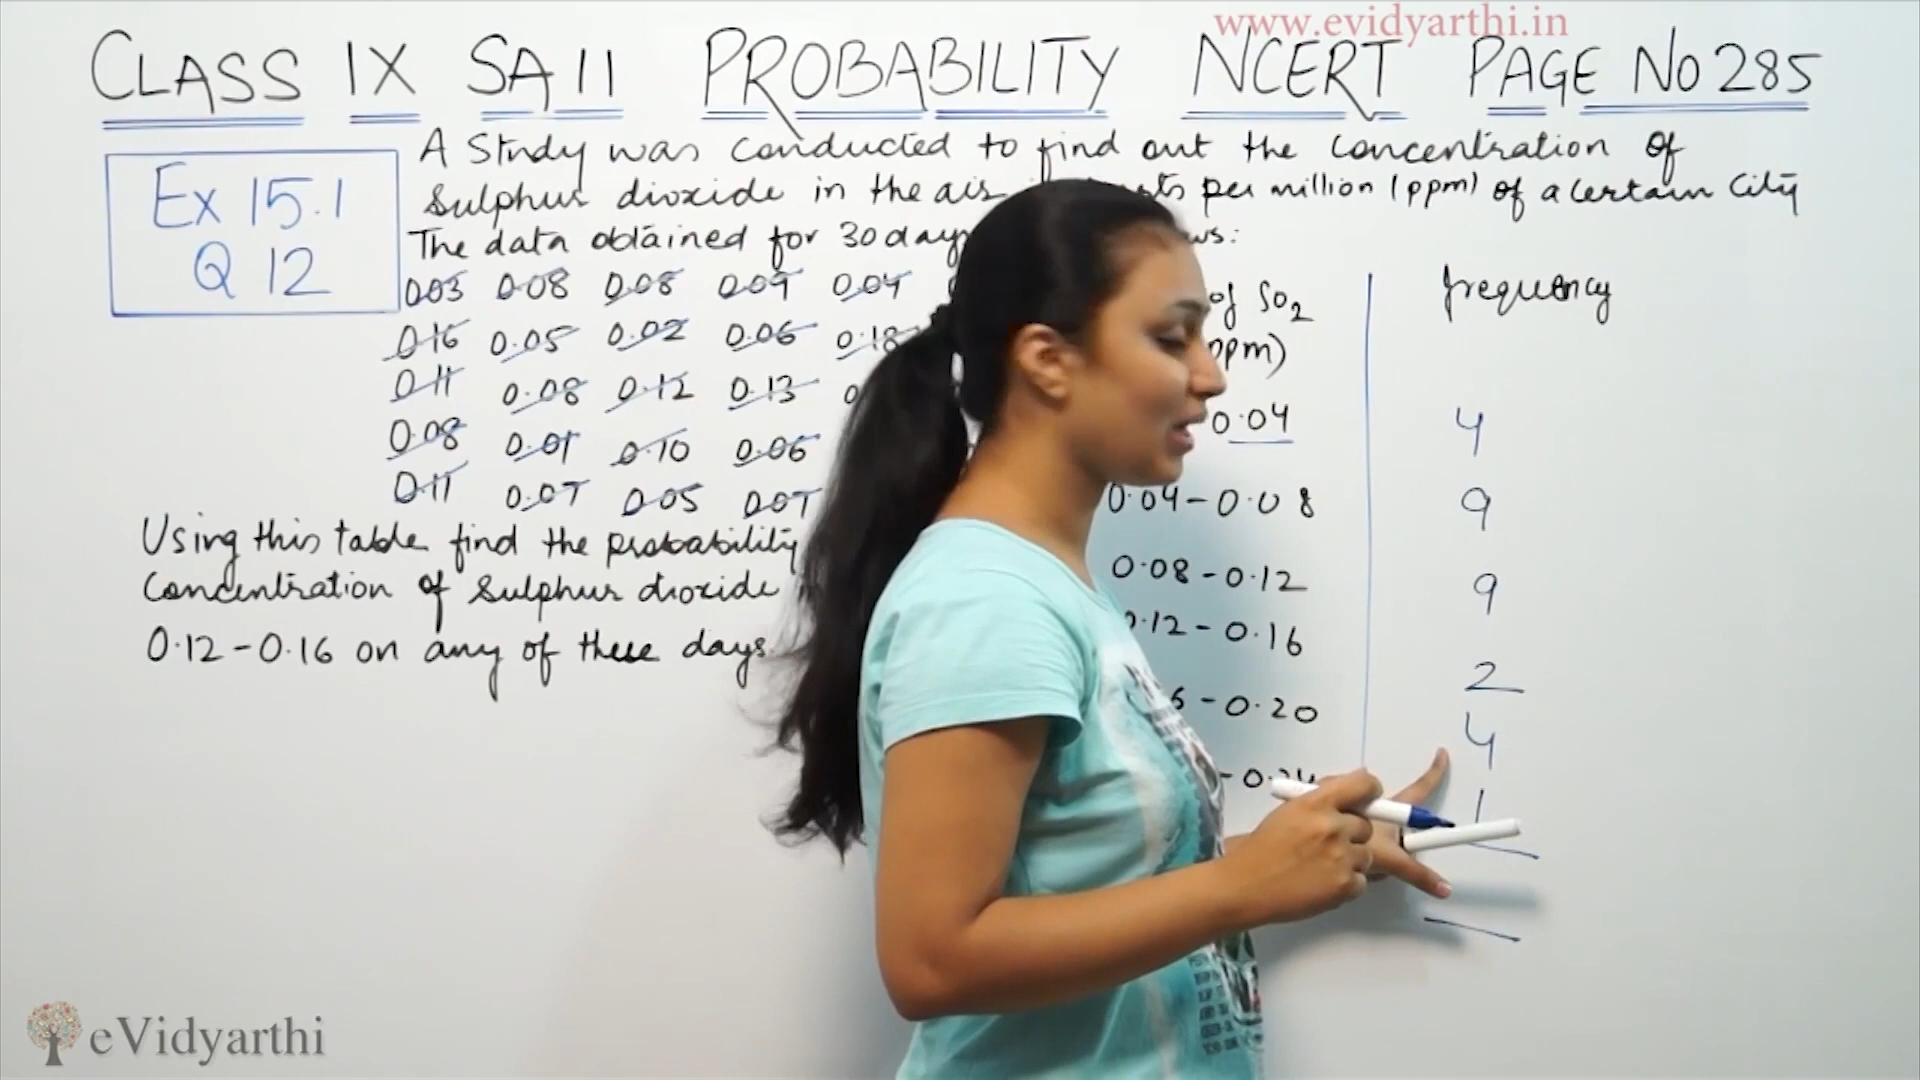 www.evidyarthi.in
CLASS IX SA 11 PROBABILITY NCERT PAGE No 285
Ex 15.1
Q 12
A Study was conducted to find out the concentration of
Sulphur dioxide in the air per million (ppm) of a certain City
The data obtained for 30 days
0.03 0.08 0.08 0.09 0.04
0.16 0.05 0.02 0.06 0.18
0.11 0.08 0.12 0.13
0.08 0.01 0.10 0.06
0.11 0.07 0.05 0.07
Using this table find the probability
Concentration of Sulphur dioxide
0.12-0.16 on any of these days.
of SO2
frequency
0.04 4
0.04-0.08 9
0.08-0.12 9
0.12-0.16 2
-0.20 4
1
eVidyarthi